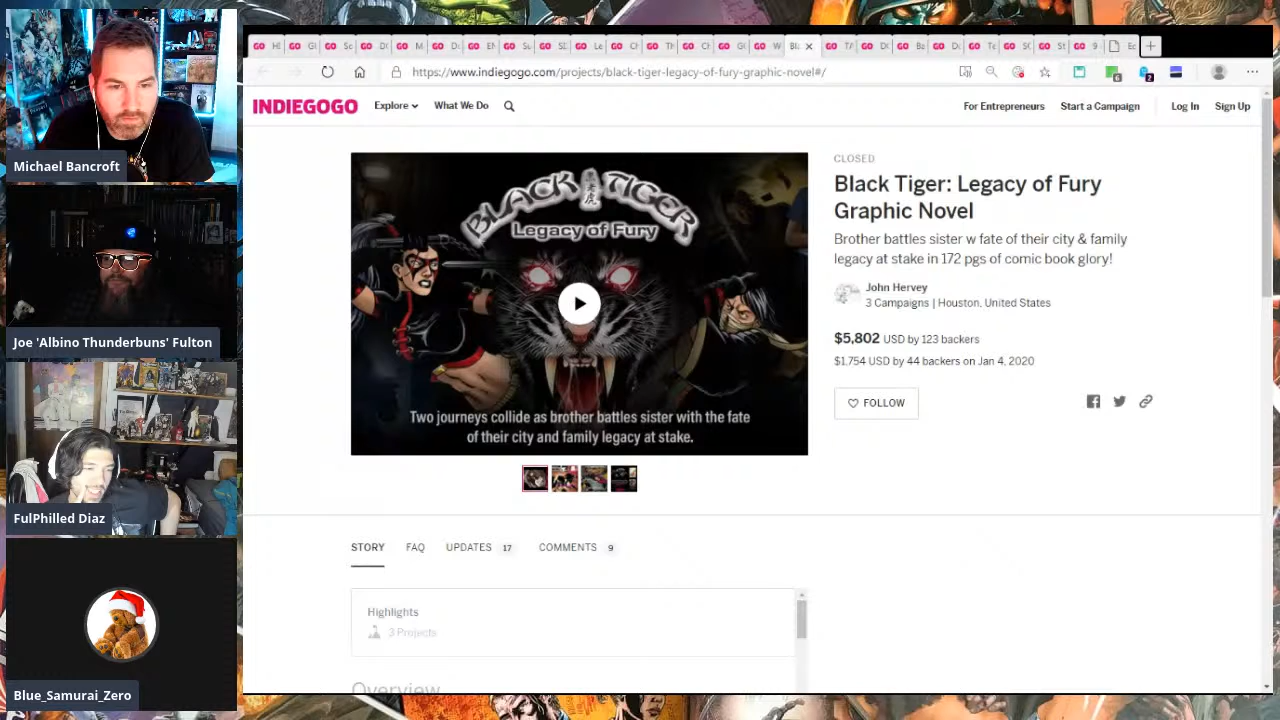 Michael Bancroft
Joe 'Albino Thunderbuns' Fulton
FulPhilled Diaz
Blue_Samurai_Zero
https://www.indiegogo.com/projects/black-tiger-legacy-of-fury-graphic-novel#/
INDIEGOGO
Explore
What We Do
For Entrepreneurs
Start a Campaign
Log In
Sign Up
BLACK TIGER
Legacy of Fury
Two journeys collide as brother battles sister with the fate
of their city and family legacy at stake.
CLOSED
Black Tiger: Legacy of Fury
Graphic Novel
Brother battles sister w fate of their city & family
legacy at stake in 172 pgs of comic book glory!
John Hervey
3 Campaigns | Houston, United States
$5,802 USD by 123 backers
$1,754 USD by 44 backers on Jan 4, 2020
FOLLOW
STORY
FAQ
UPDATES 17
COMMENTS 9
Highlights
3 Projects
Overview